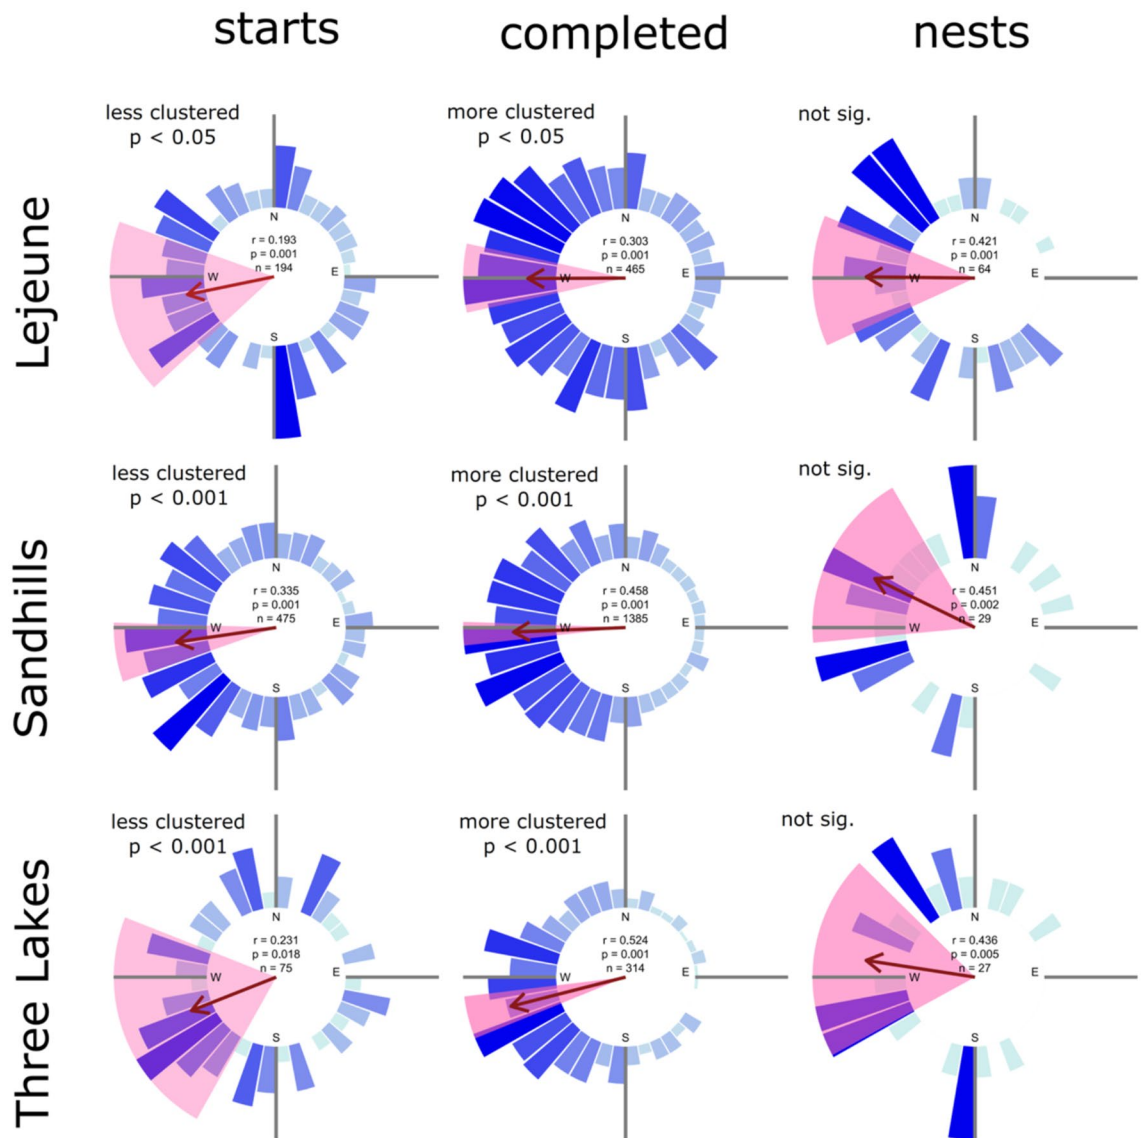 starts completed nests
Lejeune
less clustered
p < 0.05
N
r = 0.193
p = 0.001
n = 194
W E
S
more clustered
p < 0.05
N
r = 0.303
p = 0.001
n = 465
W E
S
not sig.
N
r = 0.421
p = 0.001
n = 64
W E
S
Sandhills
less clustered
p < 0.001
N
r = 0.335
p = 0.001
n = 475
W E
S
more clustered
p < 0.001
N
r = 0.458
p = 0.001
n = 1385
W E
S
not sig.
N
r = 0.451
p = 0.002
n = 29
W E
S
Three Lakes
less clustered
p < 0.001
N
r = 0.231
p = 0.018
n = 75
W E
S
more clustered
p < 0.001
N
r = 0.524
p = 0.001
n = 314
W E
S
not sig.
N
r = 0.436
p = 0.005
n = 27
W E
S